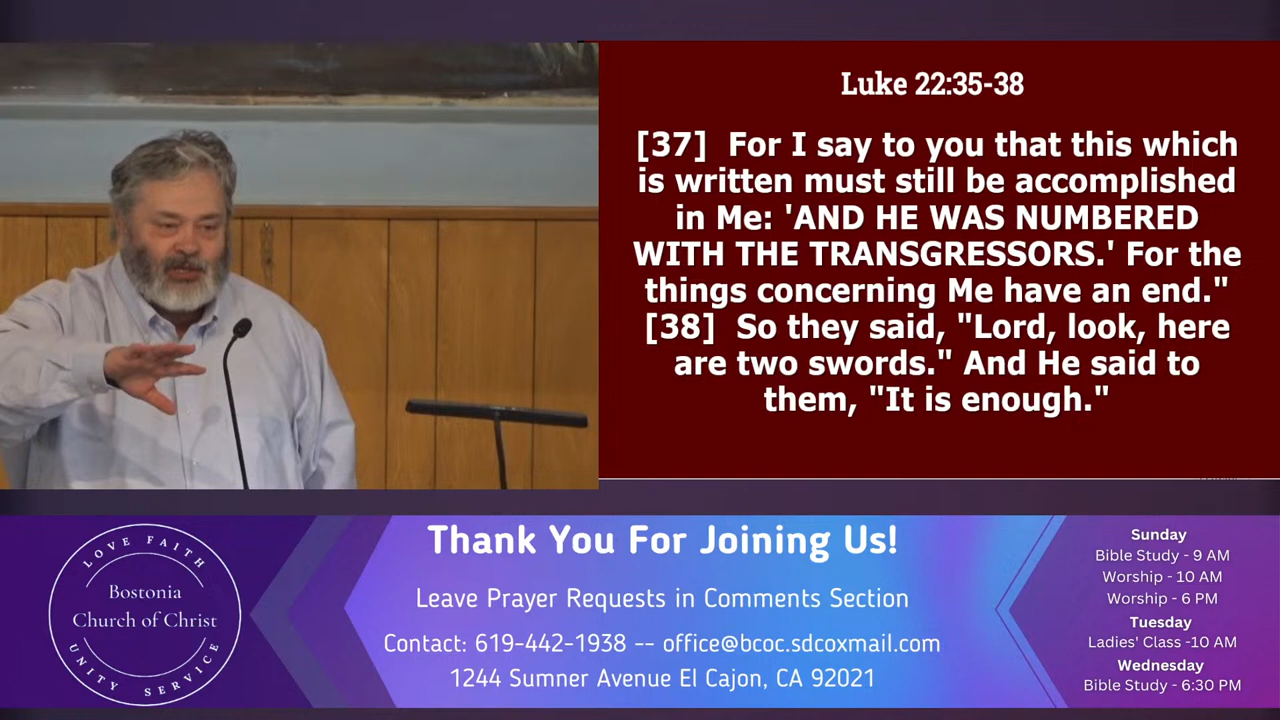 Luke 22:35-38
[37] For I say to you that this which
is written must still be accomplished
in Me: 'AND HE WAS NUMBERED
WITH THE TRANSGRESSORS.' For the
things concerning Me have an end."
[38] So they said, "Lord, look, here
are two swords." And He said to
them, "It is enough."
LOVE FAITH
Bostonia
Church of Christ
UNITY SERVICE
Thank You For Joining Us!
Leave Prayer Requests in Comments Section
Contact: 619-442-1938 -- office@bcoc.sdcoxmail.com
1244 Sumner Avenue El Cajon, CA 92021
Sunday
Bible Study - 9 AM
Worship - 10 AM
Worship - 6 PM
Tuesday
Ladies' Class -10 AM
Wednesday
Bible Study - 6:30 PM